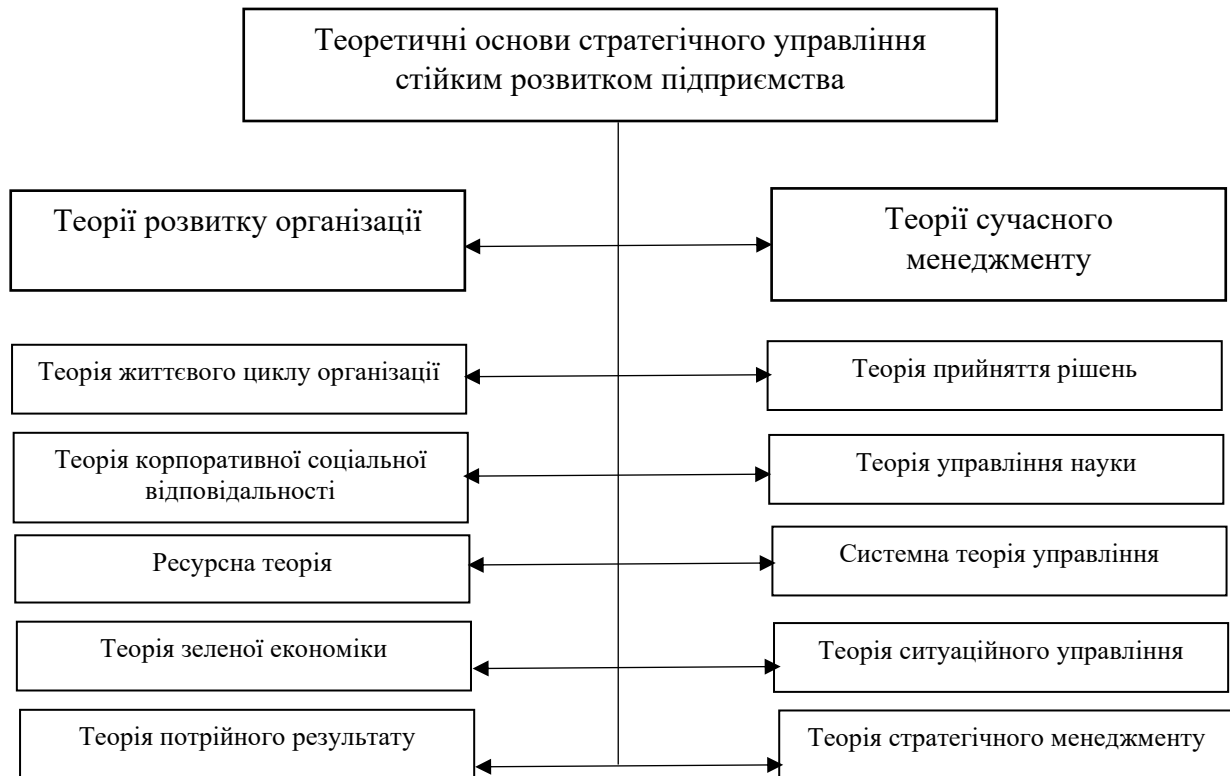 Теоретичні основи стратегічного управління
стійким розвитком підприємства
Теорії розвитку організації
Теорії сучасного
менеджменту
Теорія життєвого циклу організації
Теорія прийняття рішень
Теорія корпоративної соціальної
відповідальності
Теорія управління науки
Ресурсна теорія
Системна теорія управління
Теорія зеленої економіки
Теорія ситуаційного управління
Теорія потрійного результату
Теорія стратегічного менеджменту